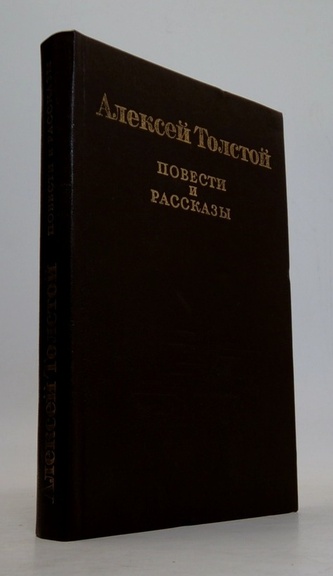 Алексей Толстой
ПОВЕСТИ
И
РАССКАЗЫ
Алексей Толстой
ПОВЕСТИ И РАССКАЗЫ